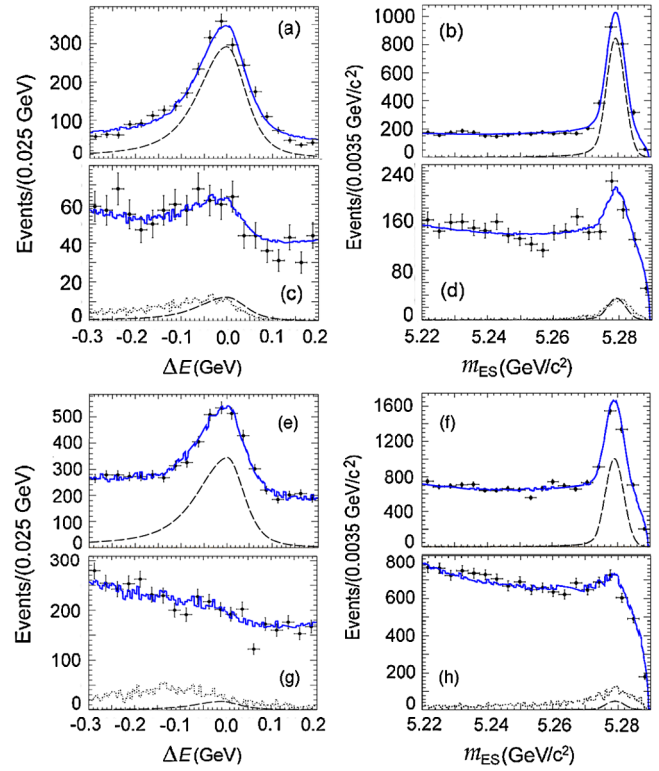 (a)
(b)
300
200
100
0
Events/(0.025 GeV)
1000
800
600
400
200
0
Events/(0.0035 GeV/c²)
(c)
(d)
60
40
20
0
240
160
80
0
-0.3 -0.2 -0.1 0.0 0.1 0.2
5.22 5.24 5.26 5.28
ΔE(GeV)
mES(GeV/c²)
(e)
(f)
500
400
300
200
100
0
Events/(0.025 GeV)
1600
1200
800
400
0
Events/(0.0035 GeV/c²)
(g)
(h)
300
200
100
0
800
600
400
200
0
-0.3 -0.2 -0.1 0.0 0.1 0.2
5.22 5.24 5.26 5.28
ΔE(GeV)
mES(GeV/c²)